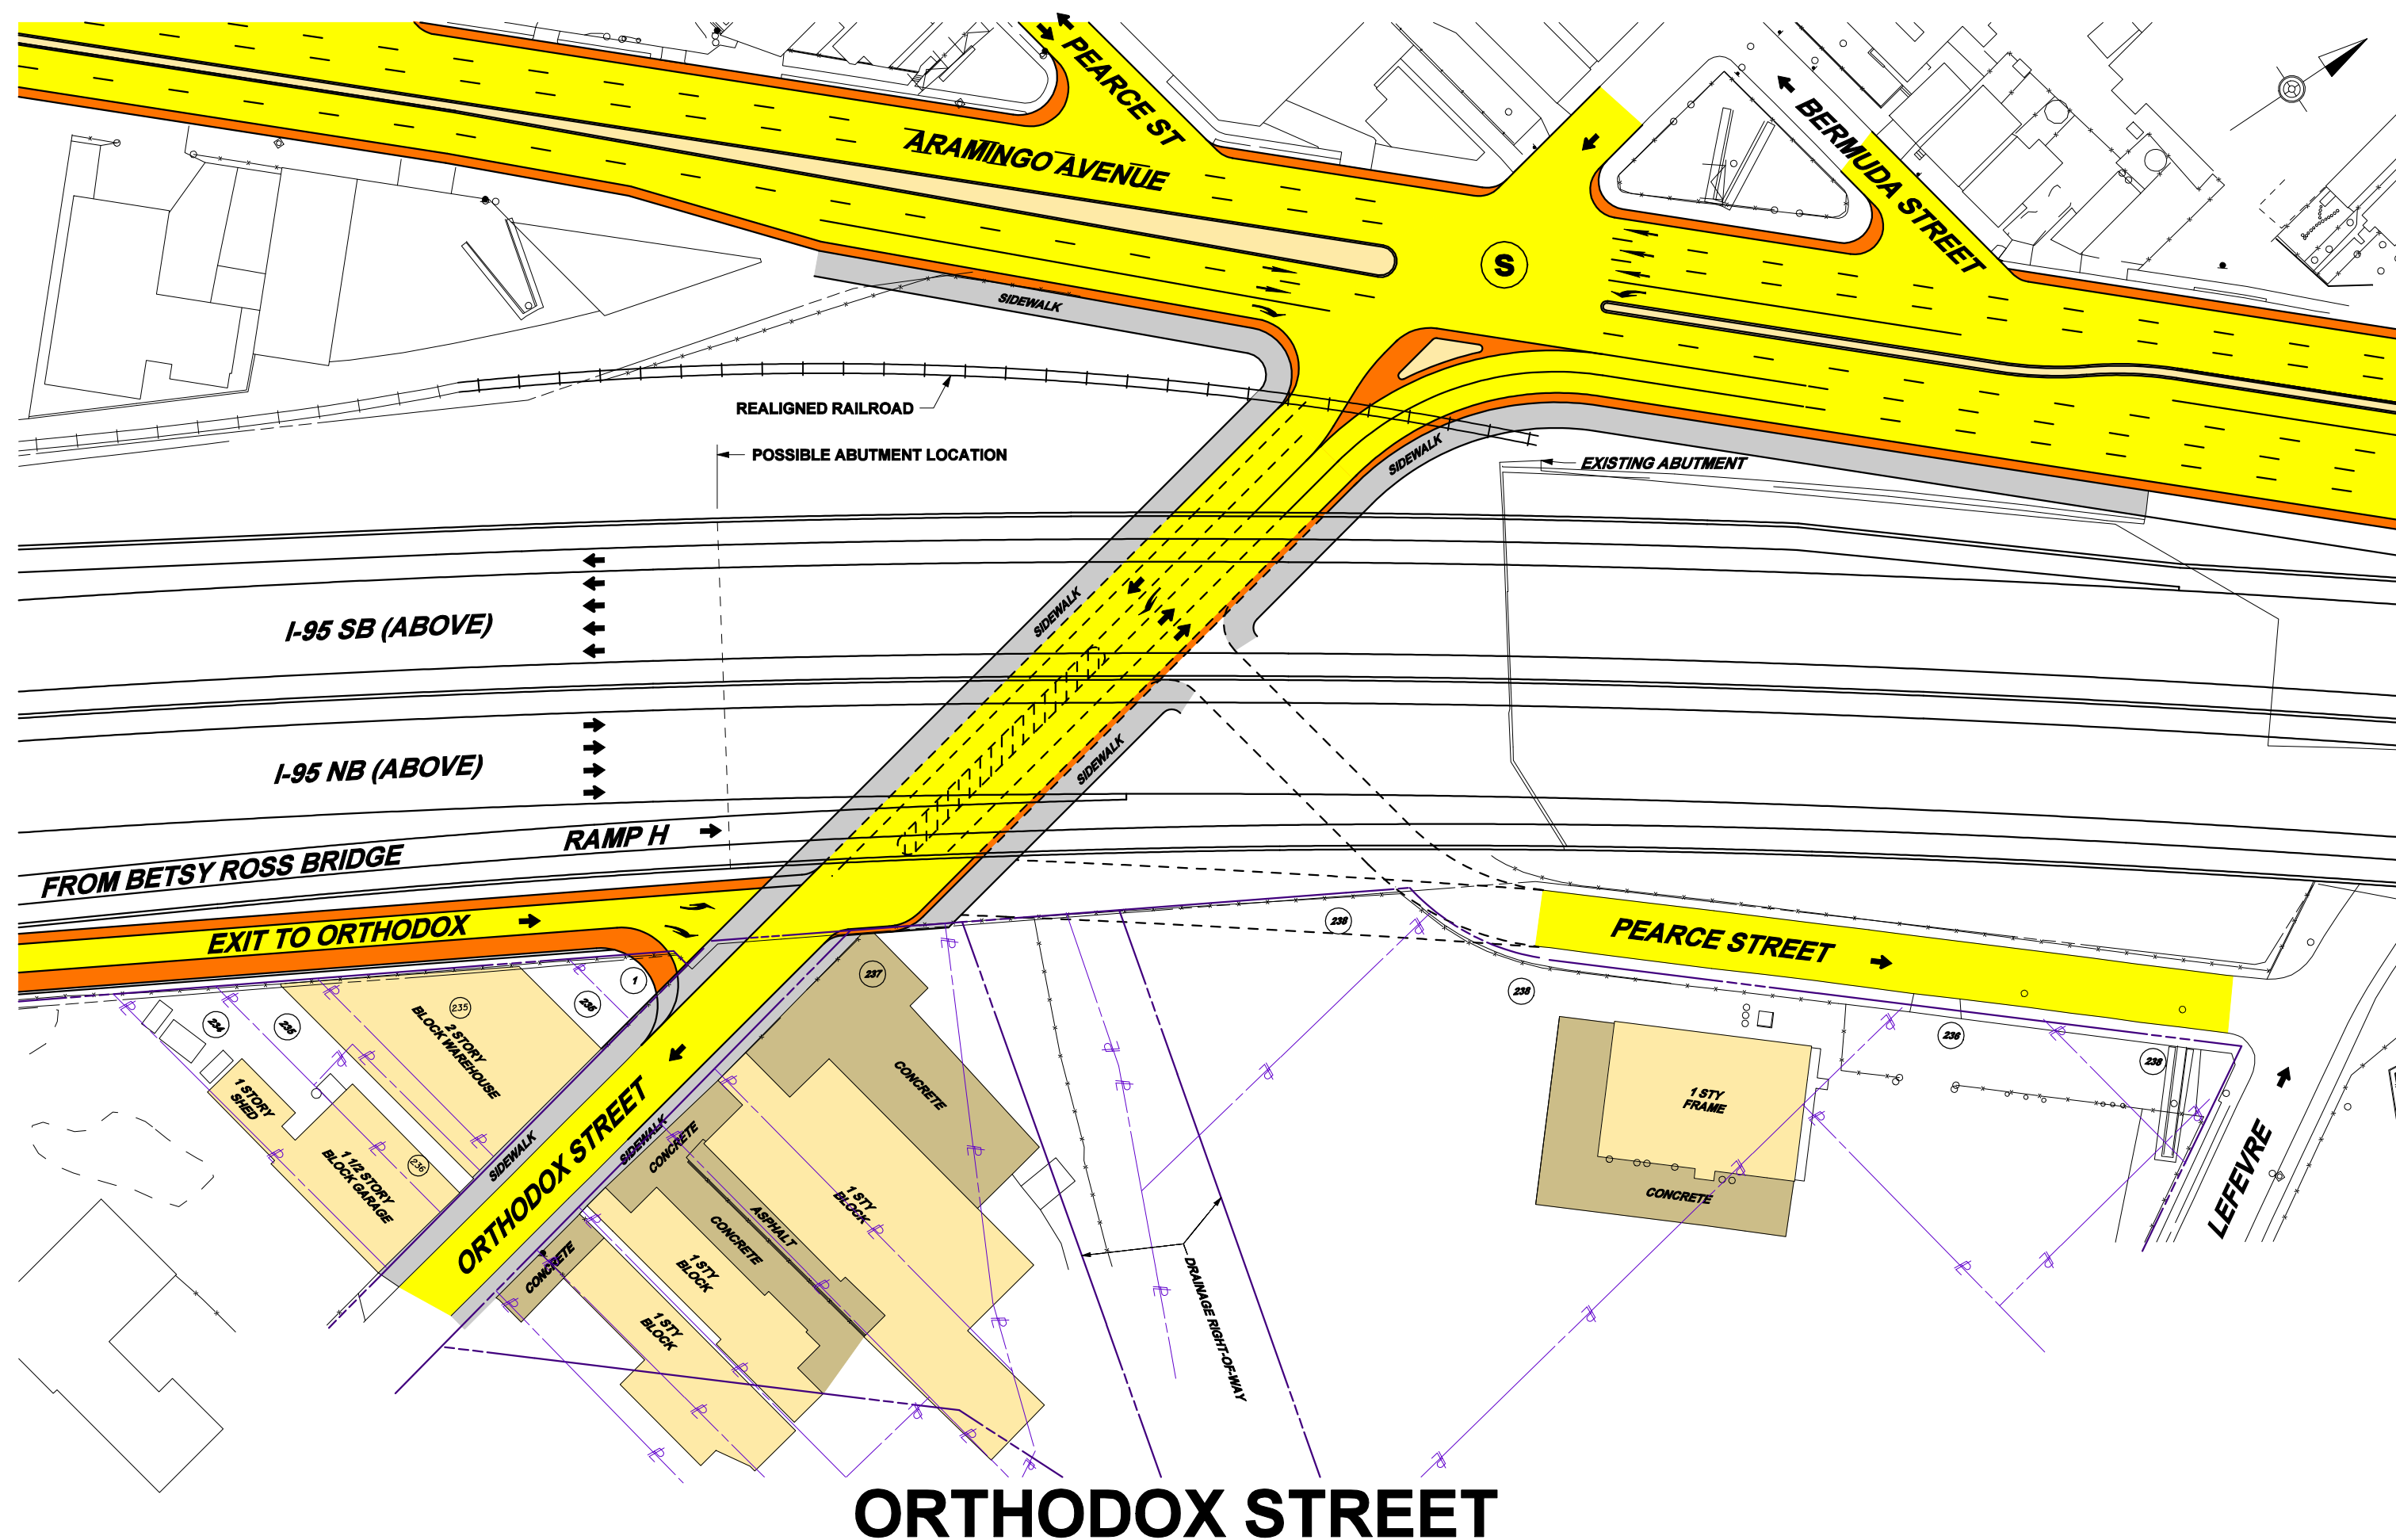 PEARCE ST
ARAMINGO AVENUE
BERMUDA STREET
S
SIDEWALK
REALIGNED RAILROAD
POSSIBLE ABUTMENT LOCATION
SIDEWALK
EXISTING ABUTMENT
I-95 SB (ABOVE)
SIDEWALK
I-95 NB (ABOVE)
SIDEWALK
RAMP H
FROM BETSY ROSS BRIDGE
EXIT TO ORTHODOX
PEARCE STREET
238
237
1
236
235
234
235
2 STORY
BLOCK WAREHOUSE
238
236
238
1 STORY
SHED
1 1/2 STORY
BLOCK GARAGE
236
SIDEWALK
ORTHODOX STREET
SIDEWALK
CONCRETE
CONCRETE
1 STY
FRAME
CONCRETE
LEFEVRE
1 STY
BLOCK
ASPHALT
CONCRETE
CONCRETE
1 STY
BLOCK
1 STY
BLOCK
DRAINAGE RIGHT-OF-WAY
ORTHODOX STREET